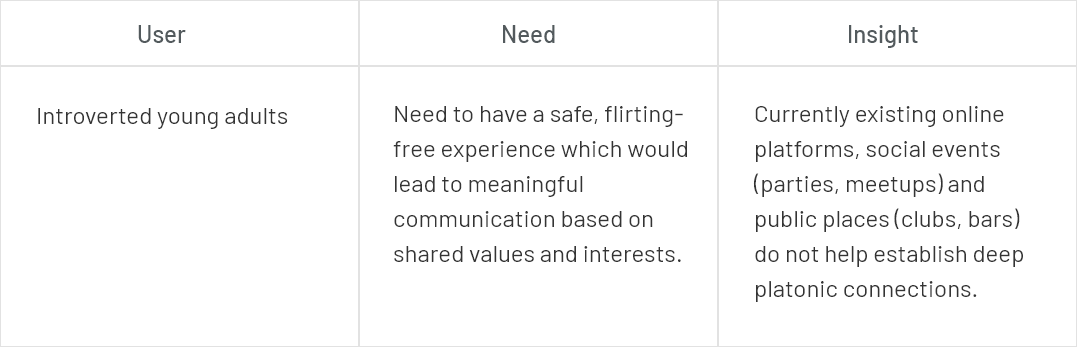 User
Need
Insight
Introverted young adults
Need to have a safe, flirting-
free experience which would
lead to meaningful
communication based on
shared values and interests.
Currently existing online
platforms, social events
(parties, meetups) and
public places (clubs, bars)
do not help establish deep
platonic connections.